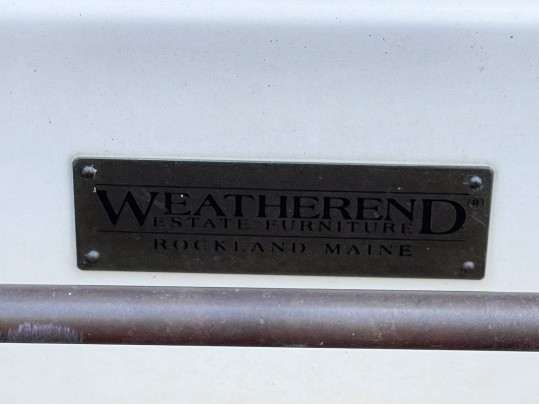 WEATHEREND®
ESTATE FURNITURE
ROCKLAND MAINE